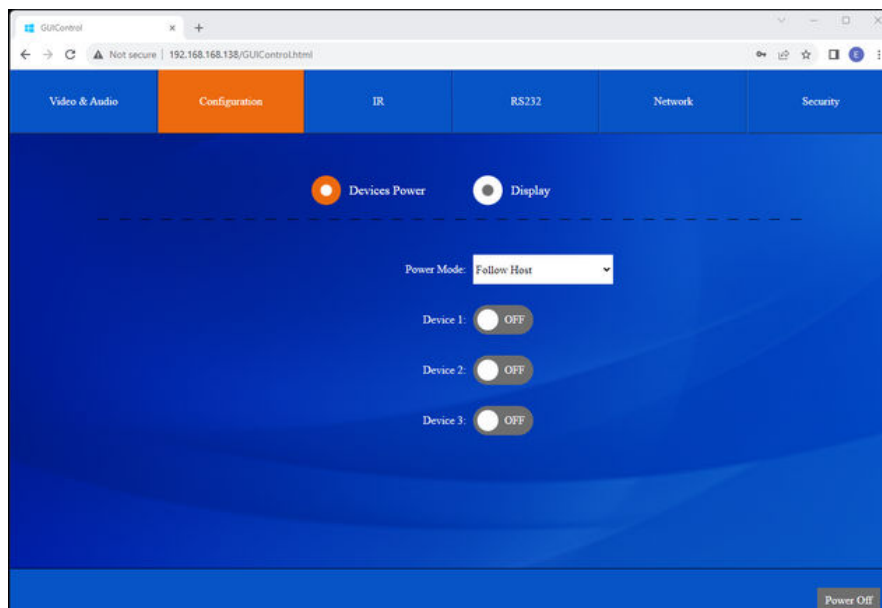 GUIControl
Not secure | 192.168.168.138/GUIControl.html
E
Video & Audio
Configuration
IR
RS232
Network
Security
Devices Power
Display
Power Mode: Follow Host
Device 1: OFF
Device 2: OFF
Device 3: OFF
Power Off